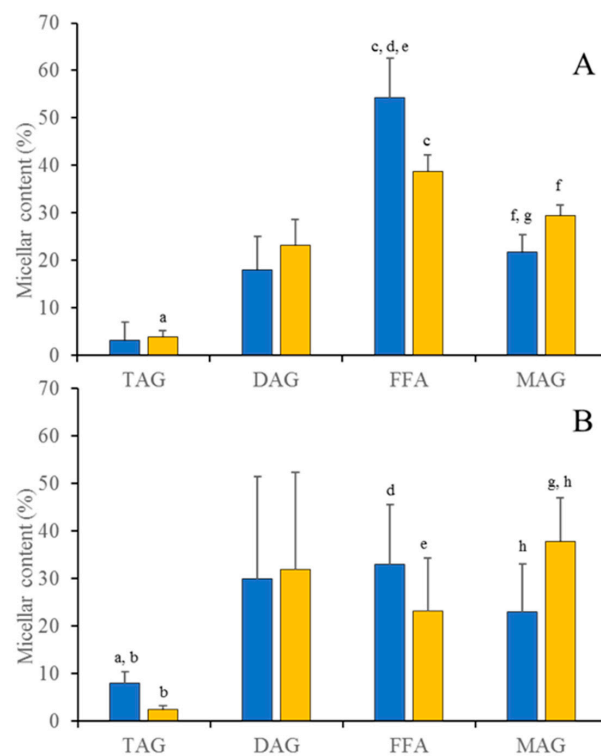 70
60
50
40
30
20
10
0
Micellar content (%)
A
c, d, e
c
f
f, g
a
TAG DAG FFA MAG
70
60
50
40
30
20
10
0
Micellar content (%)
B
d
g, h
e
h
a, b
b
TAG DAG FFA MAG